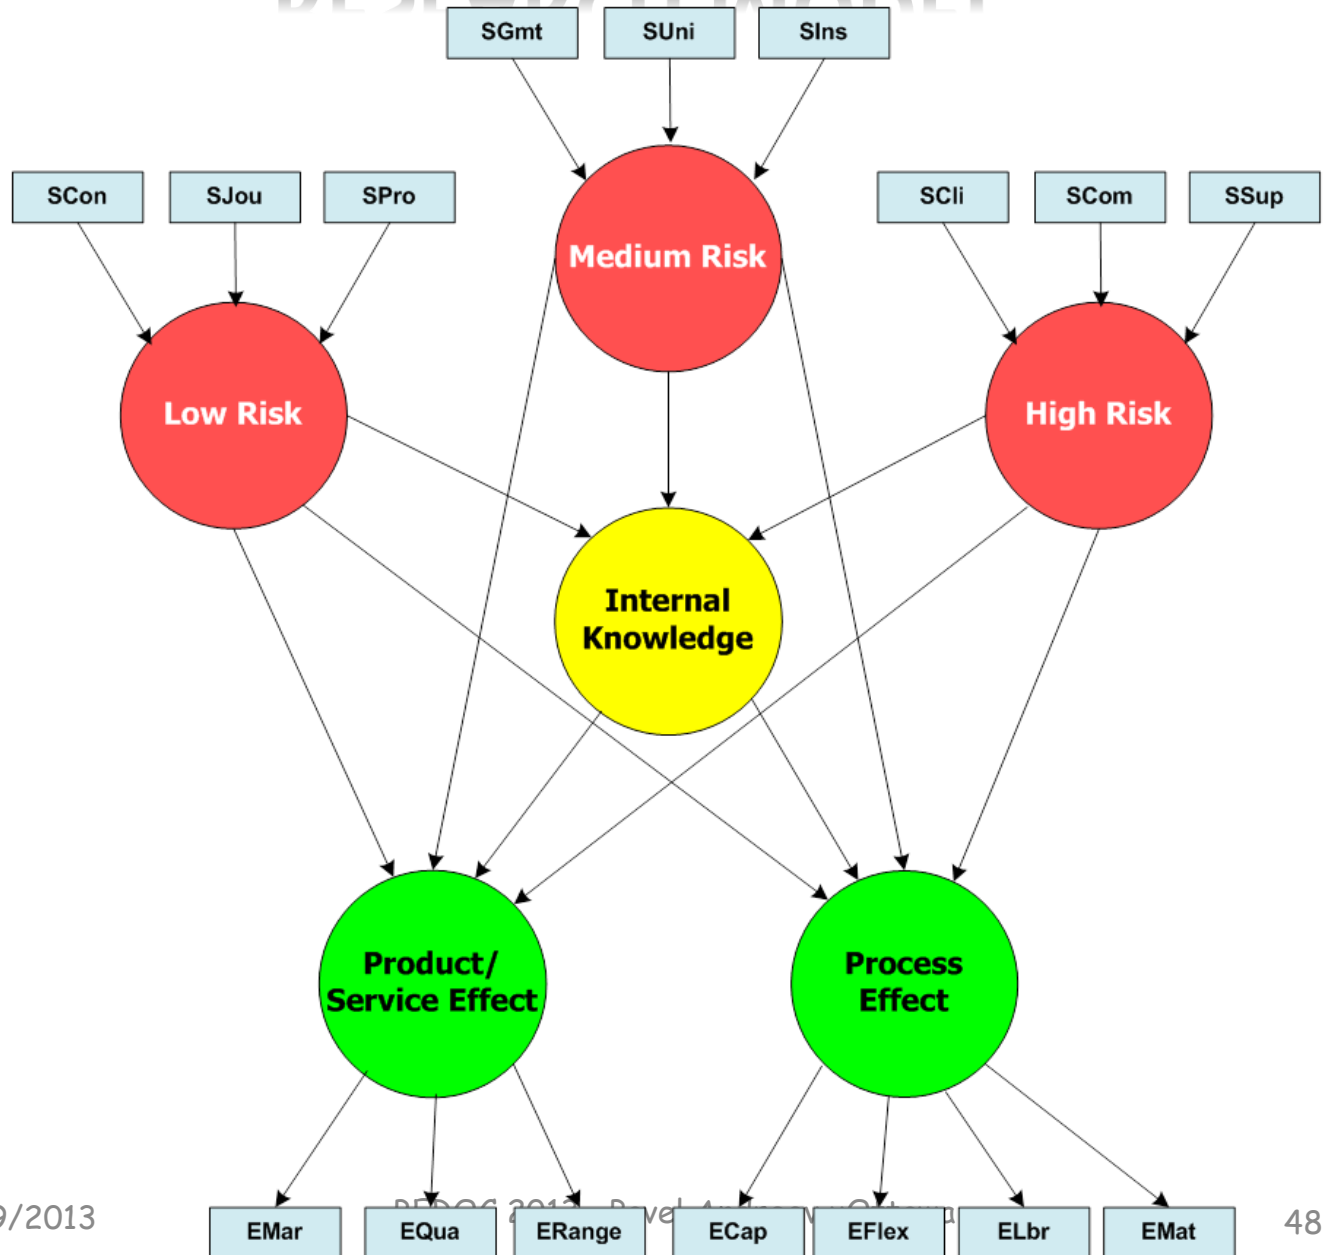 SGmt SUni SIns
SCon SJou SPro
SCli SCom SSup
Medium Risk
Low Risk
High Risk
Internal
Knowledge
Product/
Service Effect
Process
Effect
9/2013
2013
48
EMar EQua ERange ECap EFlex ELbr EMat